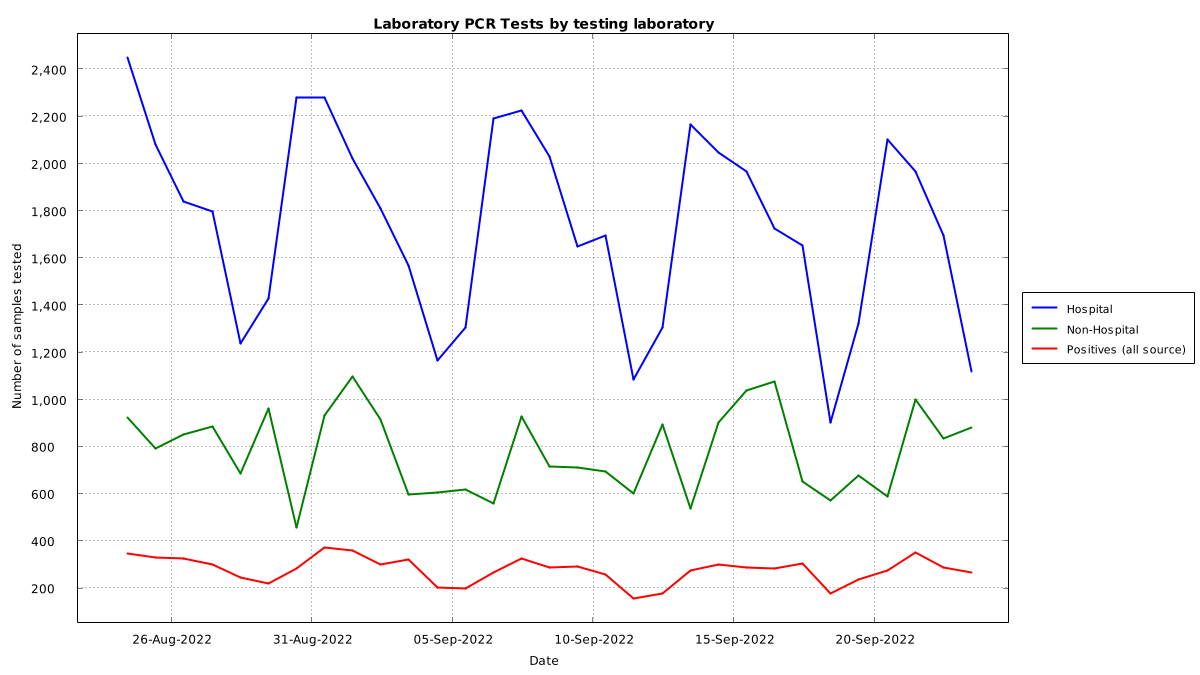 Laboratory PCR Tests by testing laboratory
2,400
2,200
2,000
1,800
1,600
1,400
1,200
1,000
800
600
400
200
Number of samples tested
26-Aug-2022
31-Aug-2022
05-Sep-2022
10-Sep-2022
15-Sep-2022
20-Sep-2022
Date
Hospital
Non-Hospital
Positives (all source)